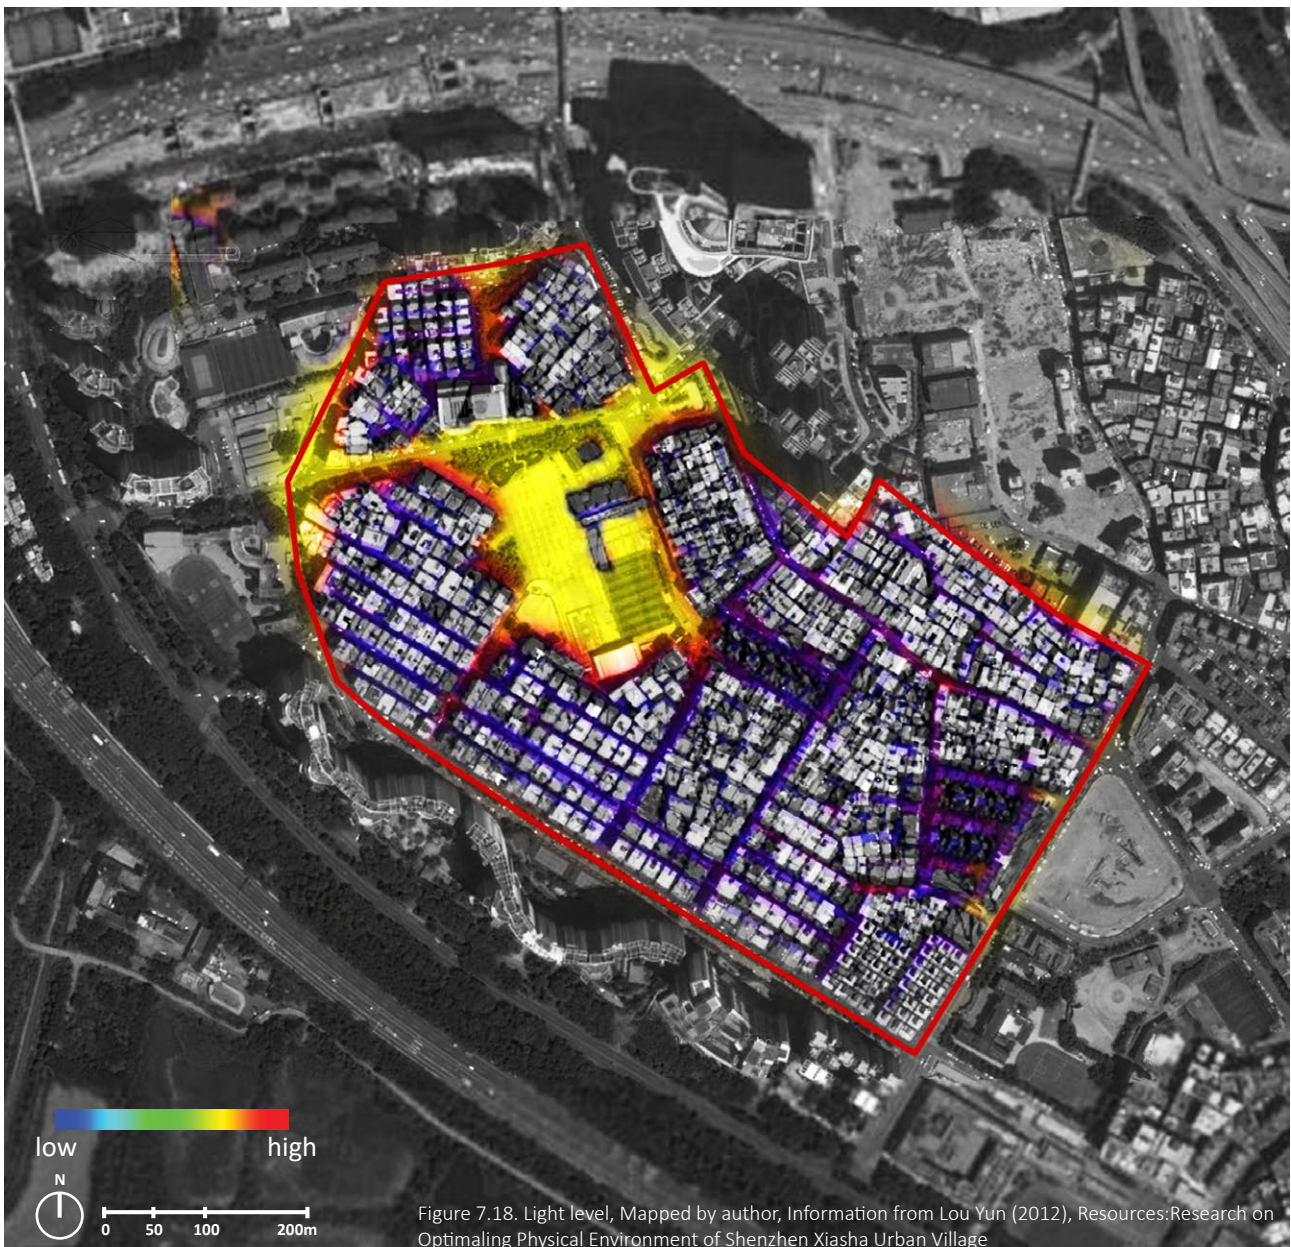 low high
N
0 50 100 200m
Figure 7.18. Light level, Mapped by author, Information from Lou Yun (2012), Resources:Research on
Optimaling Physical Environment of Shenzhen Xiasha Urban Village